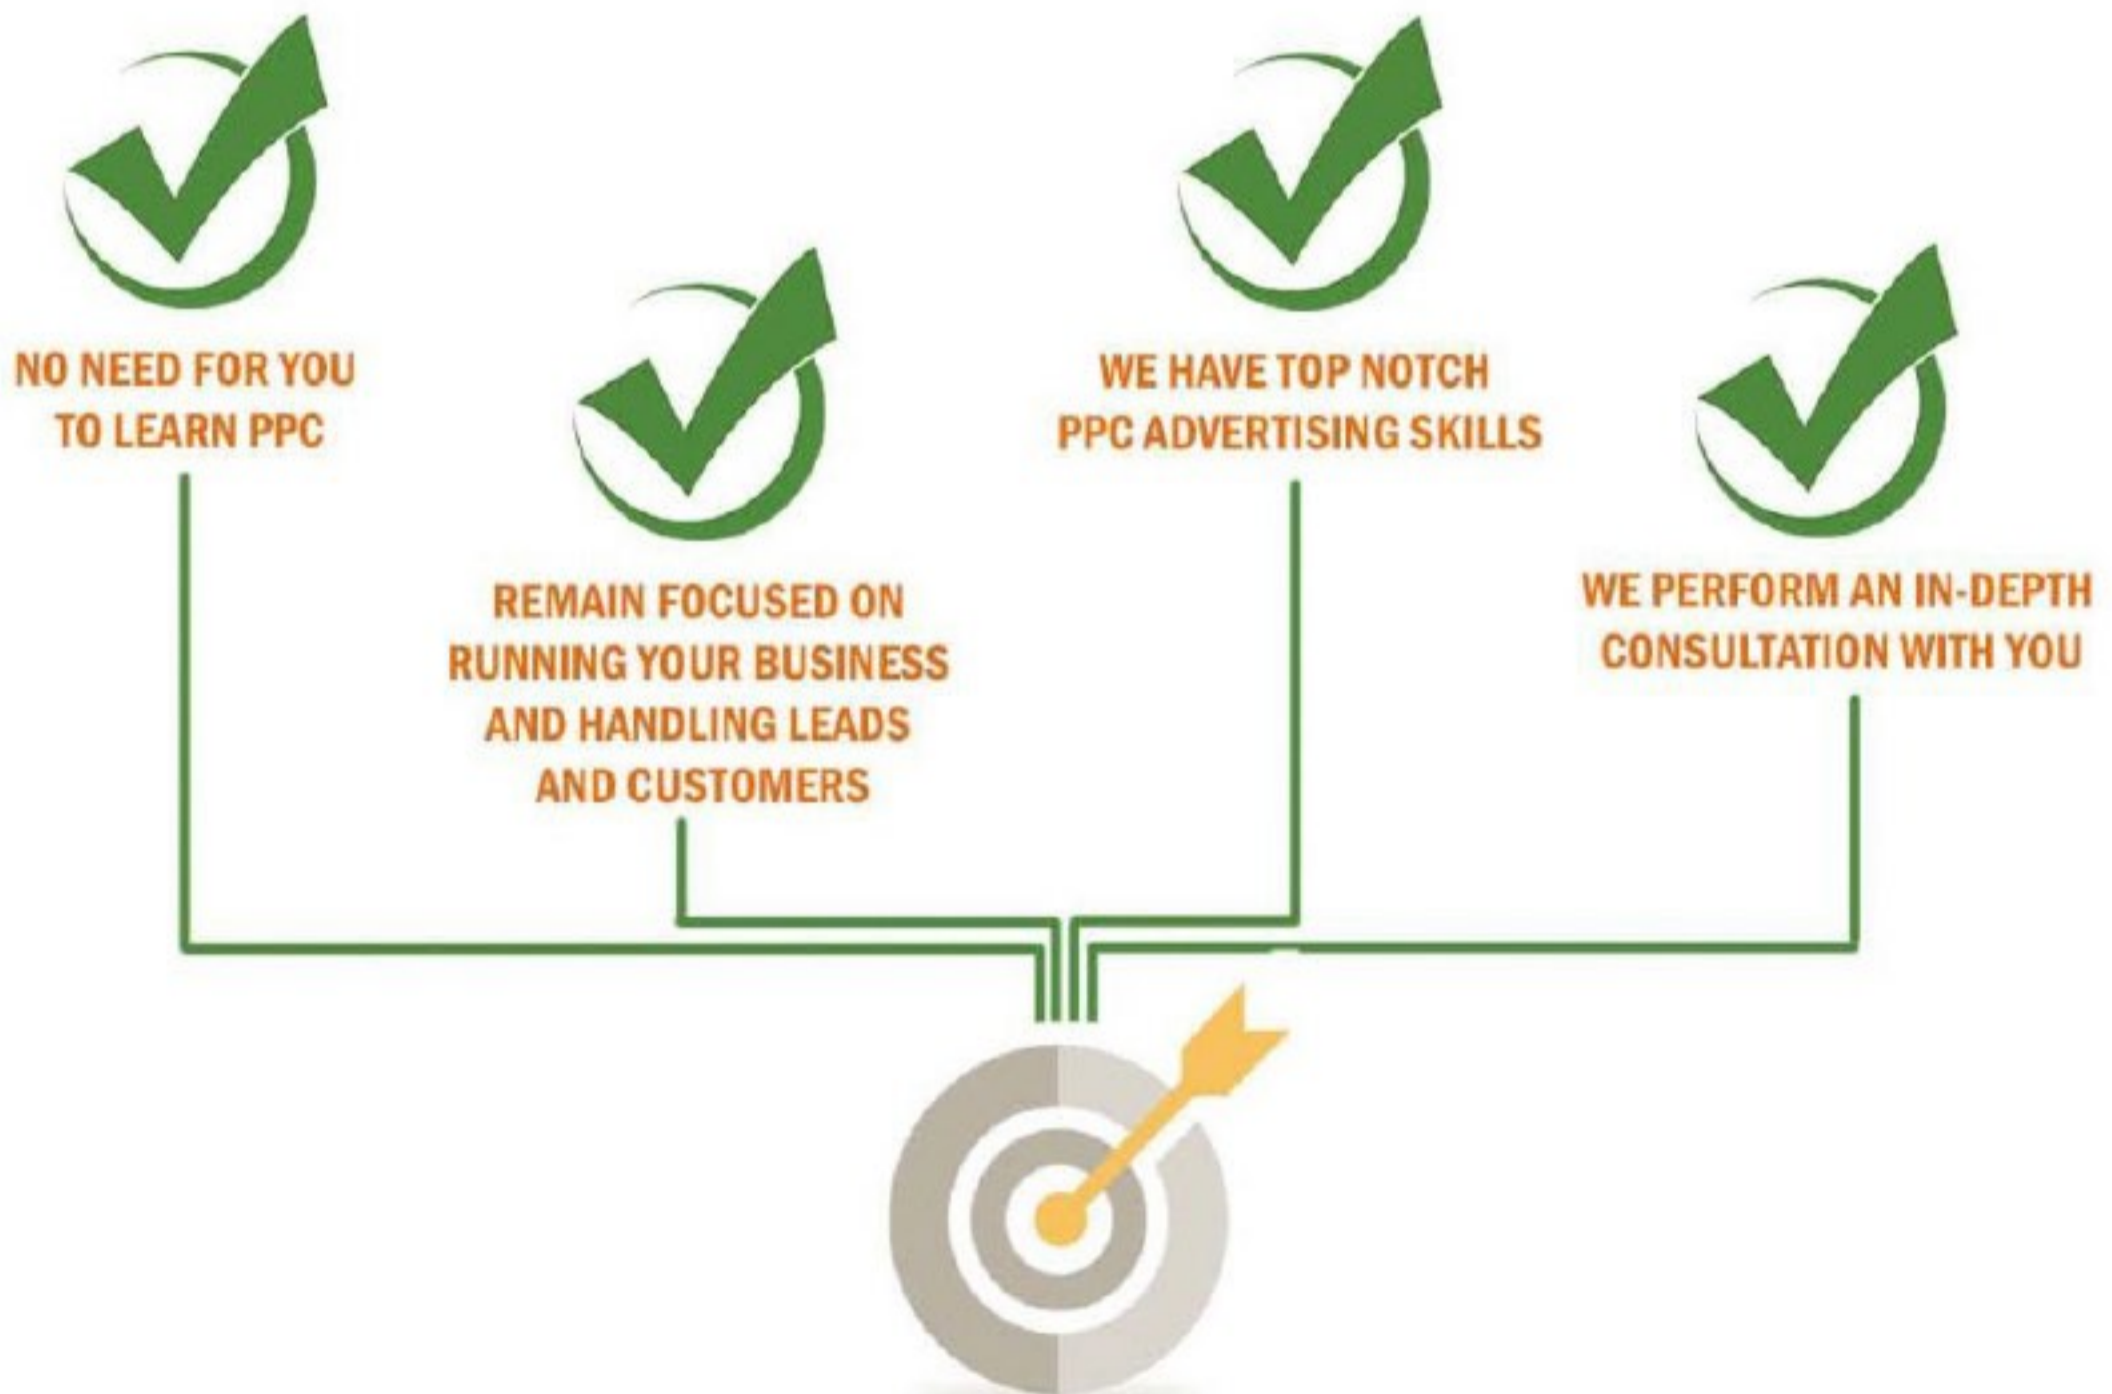 NO NEED FOR YOU
TO LEARN PPC
REMAIN FOCUSED ON
RUNNING YOUR BUSINESS
AND HANDLING LEADS
AND CUSTOMERS
WE HAVE TOP NOTCH
PPC ADVERTISING SKILLS
WE PERFORM AN IN-DEPTH
CONSULTATION WITH YOU